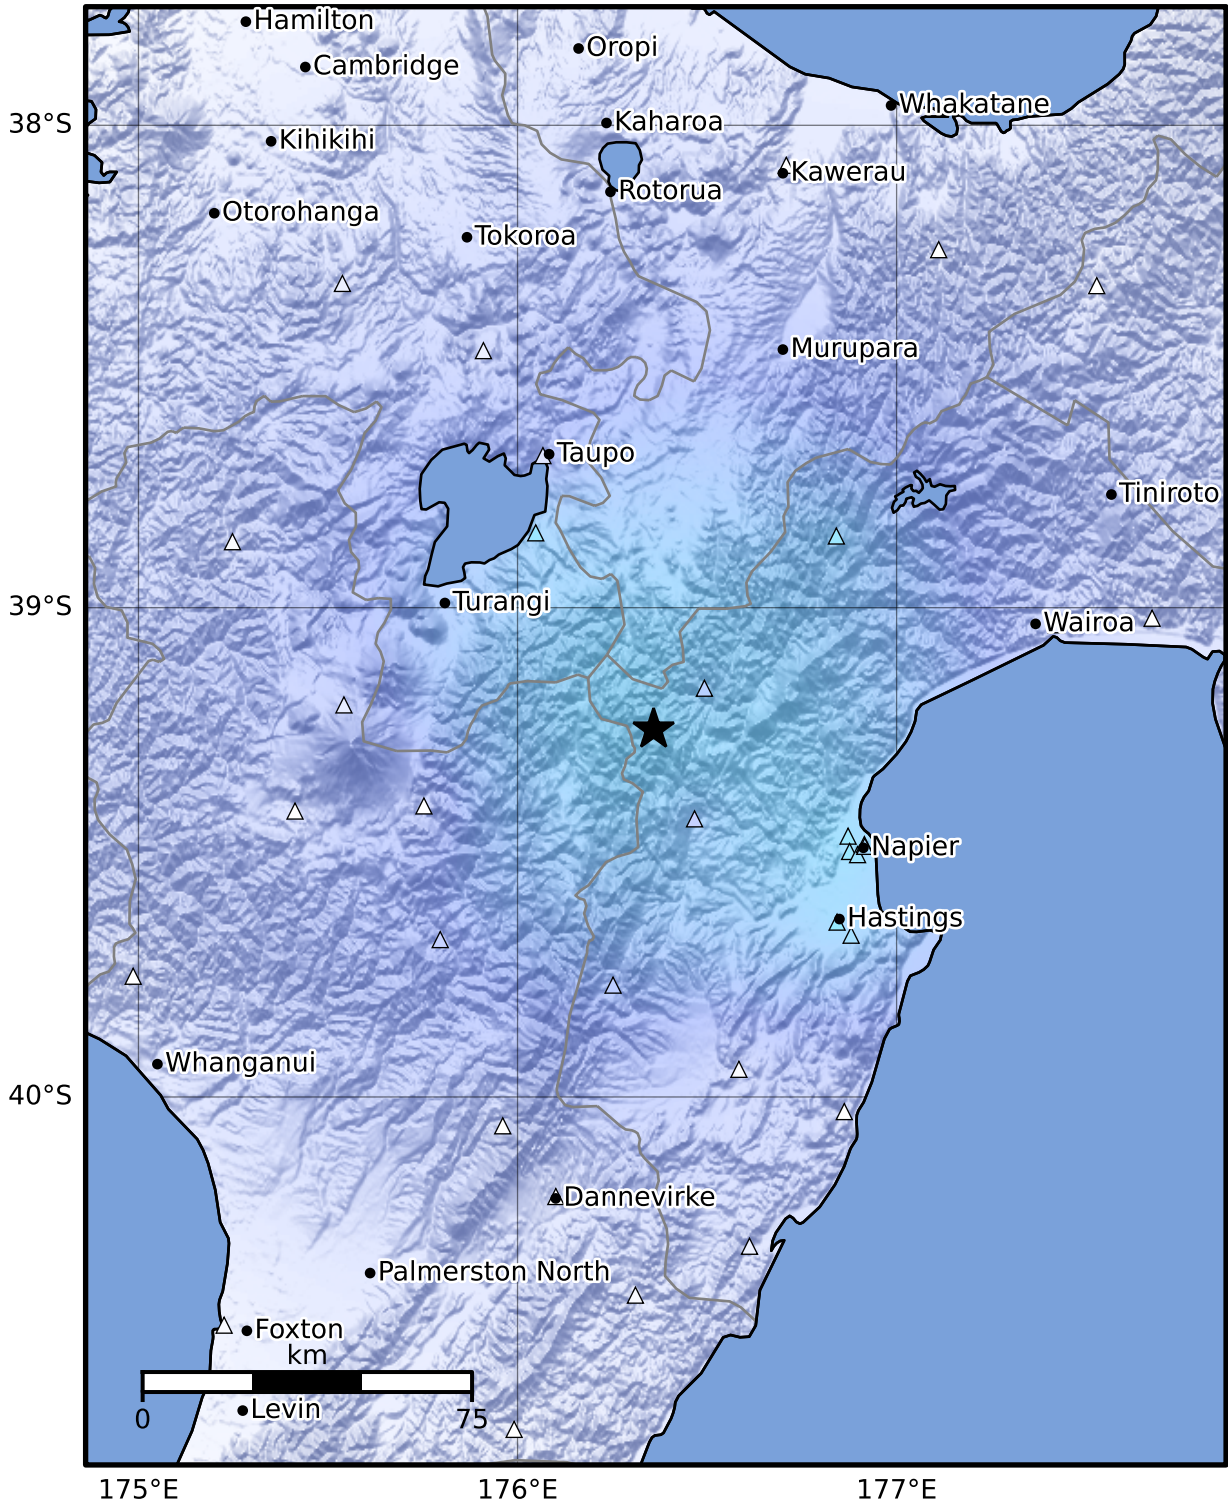 Hamilton
Oropi
Cambridge
Whakatane
38°S
Kaharoa
Kihikihi
Kawerau
Rotorua
Otorohanga
Tokoroa
Murupara
Taupo
Tiniroto
39°S
Turangi
Wairoa
Napier
Hastings
Whanganui
40°S
Dannevirke
Palmerston North
Foxton
km
Levin
0
75
175°E
176°E
177°E